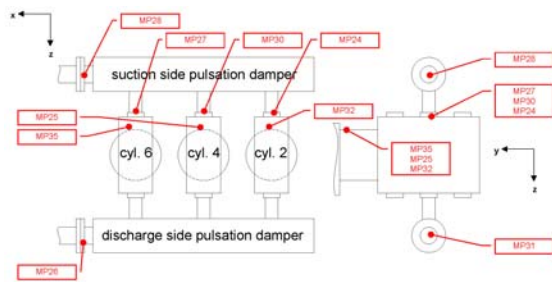 MP28
x
z
MP27
MP30
MP24
suction side pulsation damper
MP25
MP35
MP32
cyl. 6
cyl. 4
cyl. 2
discharge side pulsation damper
MP26
MP28
MP27
MP30
MP24
MP35
MP25
MP32
y
z
MP31